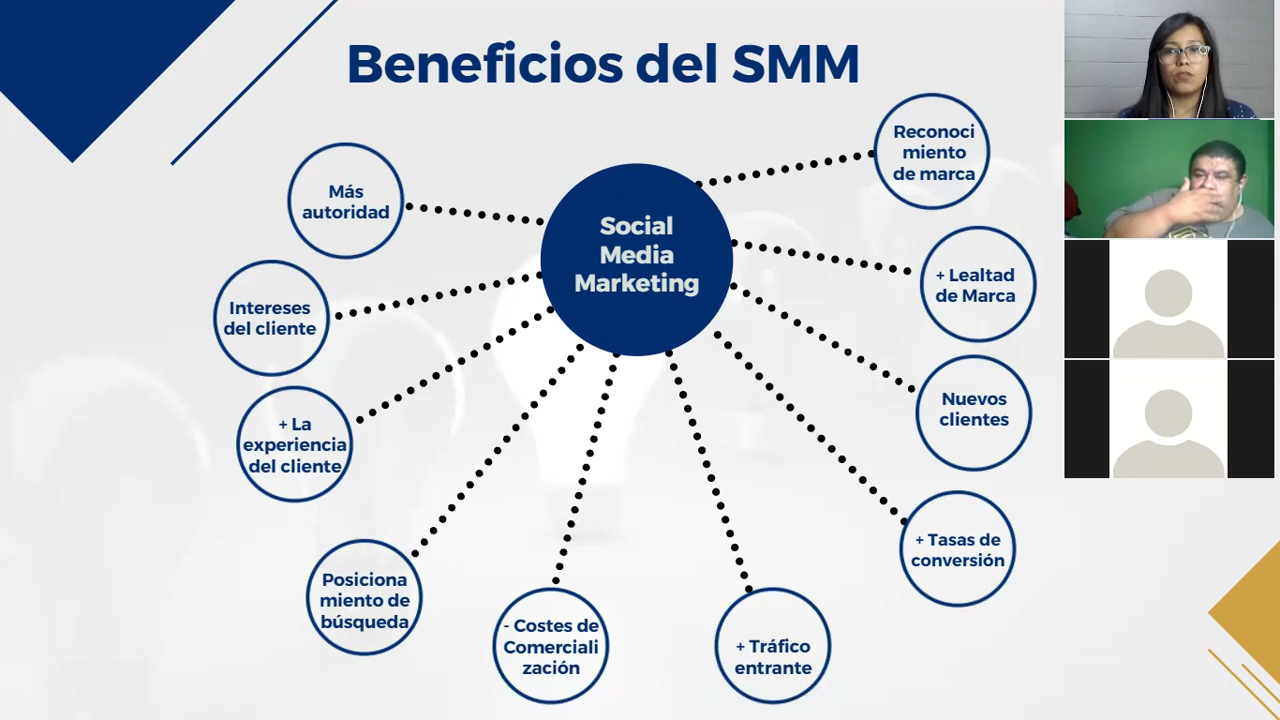 Beneficios del SMM
Social
Media
Marketing
Reconoci
miento
de marca
+ Lealtad
de Marca
Nuevos
clientes
+ Tasas de
conversión
+ Tráfico
entrante
- Costes de
Comerciali
zación
Posiciona
miento de
búsqueda
+ La
experiencia
del cliente
Intereses
del cliente
Más
autoridad